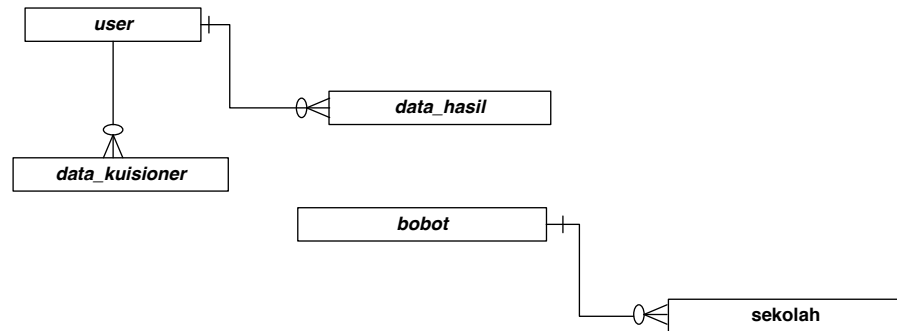 user
data_hasil
data_kuisioner
bobot
sekolah